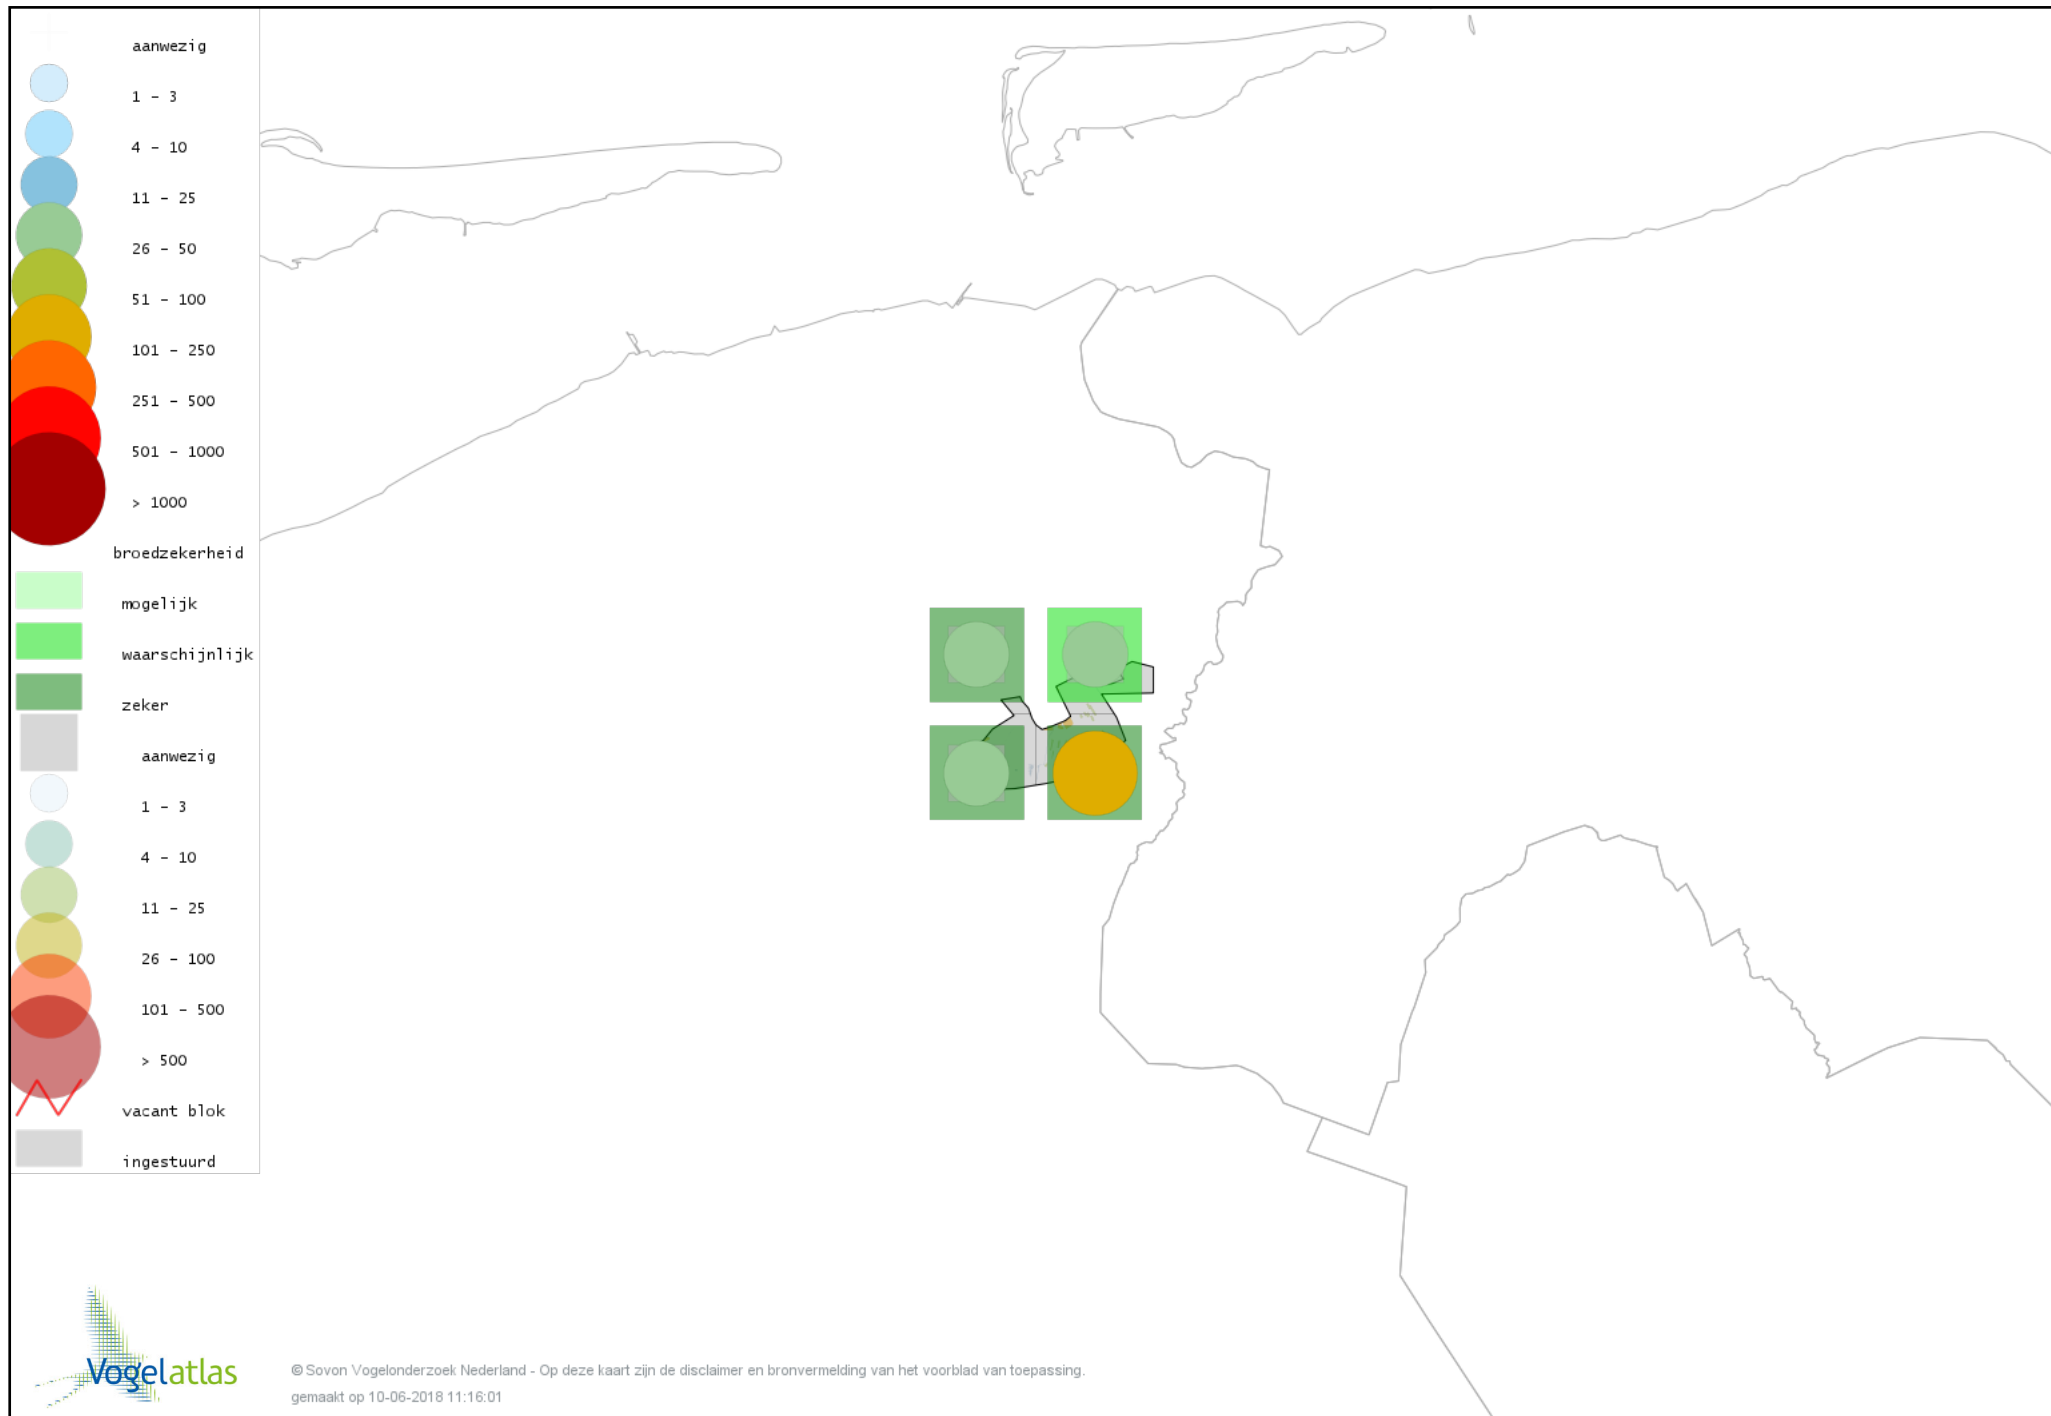 aanwezig
1 - 3
4 - 10
11 - 25
26 - 50
51 - 100
101 - 250
251 - 500
501 - 1000
> 1000
broedzekerheid
mogelijk
waarschijnlijk
zeker
aanwezig
1 - 3
4 - 10
11 - 25
26 - 100
101 - 500
> 500
vacant blok
ingestuurd
Vogelatlas
© Sovon Vogelonderzoek Nederland - Op deze kaart zijn de disclaimer en bronvermelding van het voorblad van toepassing.
gemaakt op 10-06-2018 11:16:01